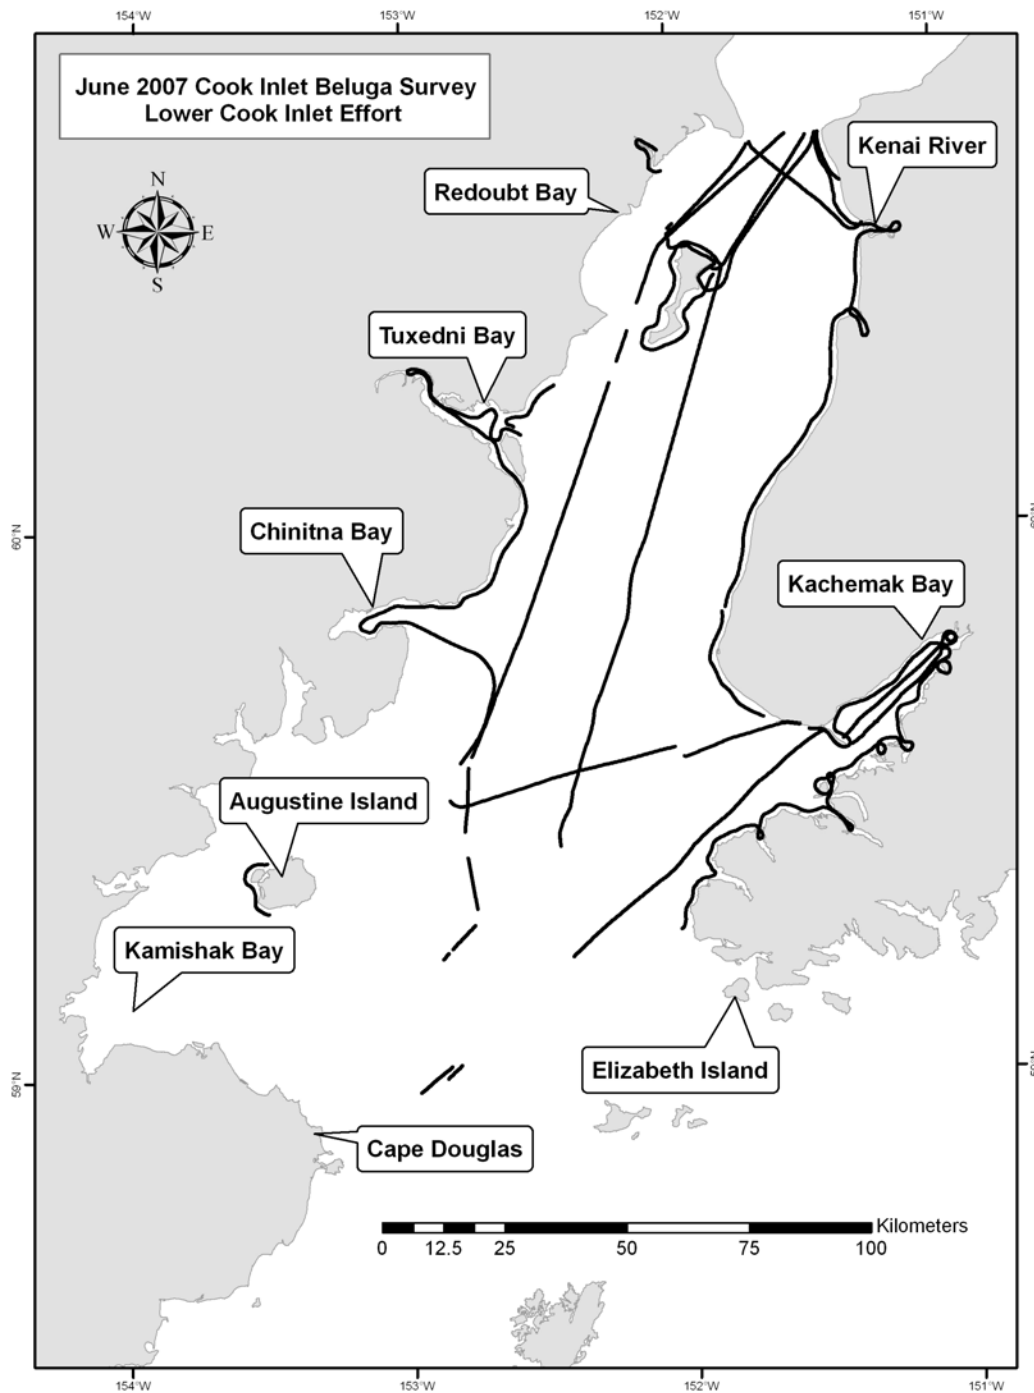 154°W 153°W 152°W 151°W
June 2007 Cook Inlet Beluga Survey
Lower Cook Inlet Effort
Kenai River
Redoubt Bay
N
W E
S
Tuxedni Bay
Chinitna Bay
60°N
60°N
Kachemak Bay
Augustine Island
Kamishak Bay
Elizabeth Island
59°N
59°N
Cape Douglas
Kilometers
0 12.5 25 50 75 100
154°W 153°W 152°W 151°W